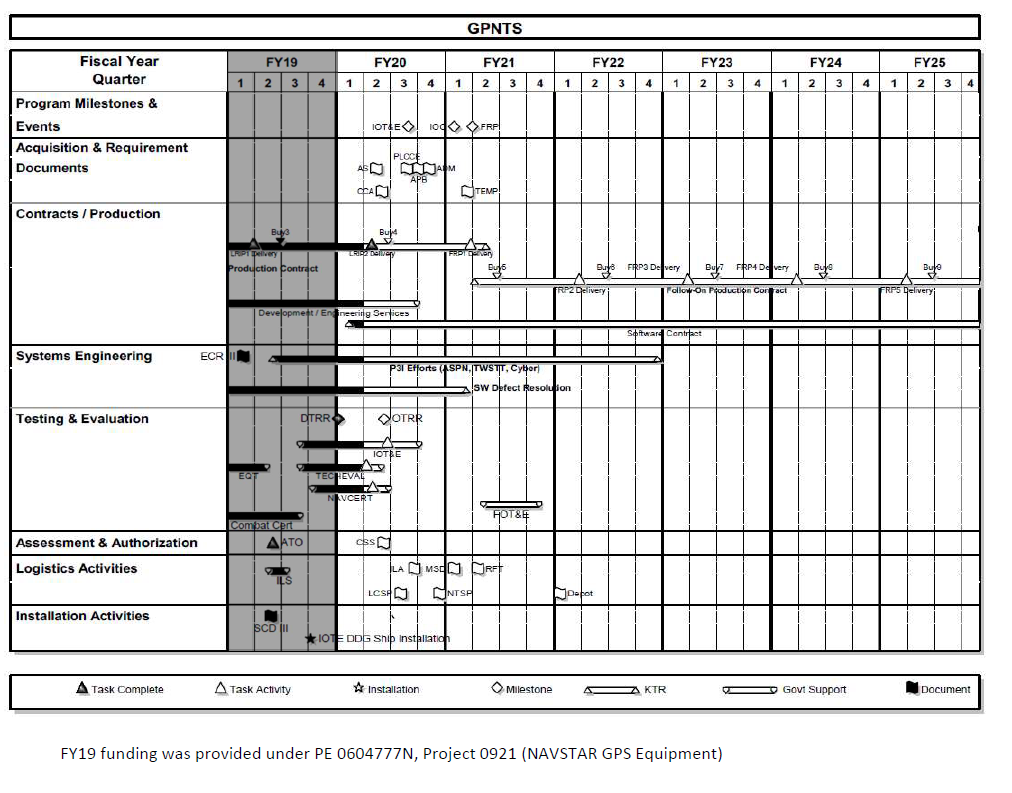 GPNTS
Fiscal Year FY19 FY20 FY21 FY22 FY23 FY24 FY25
Quarter 1 2 3 4 1 2 3 4 1 2 3 4 1 2 3 4 1 2 3 4 1 2 3 4 1 2 3 4
Program Milestones &
Events IOT&E IOC FRP
Acquisition & Requirement
PLCCE
Documents AS ADM
APB
CCA TEMP
Contracts / Production
Buy3 Buy4
LRIP1 Delivery LRIP2 Delivery FRP1 Delivery
Production Contract Buy5 Buy6 FRP3 Delivery Buy7 FRP4 Delivery Buy8 Buy9
FRP2 Delivery Follow-On Production Contract FRP5 Delivery
Development / Engineering Services
Software Contract
Systems Engineering ECR II
P3I Efforts (ASPN, TWSTT, Cyber)
SW Defect Resolution
Testing & Evaluation DTRR OTRR
IOT&E
EQT TECHEVAL
NAVCERT
FOT&E
Combat Cert
Assessment & Authorization ATO CSS
Logistics Activities ILA MSD RFT
ILS
LCSP NTSP Depot
Installation Activities
SCD III
IOTE DDG Ship Installation
Task Complete Task Activity Installation Milestone KTR Govt Support Document
FY19 funding was provided under PE 0604777N, Project 0921 (NAVSTAR GPS Equipment)